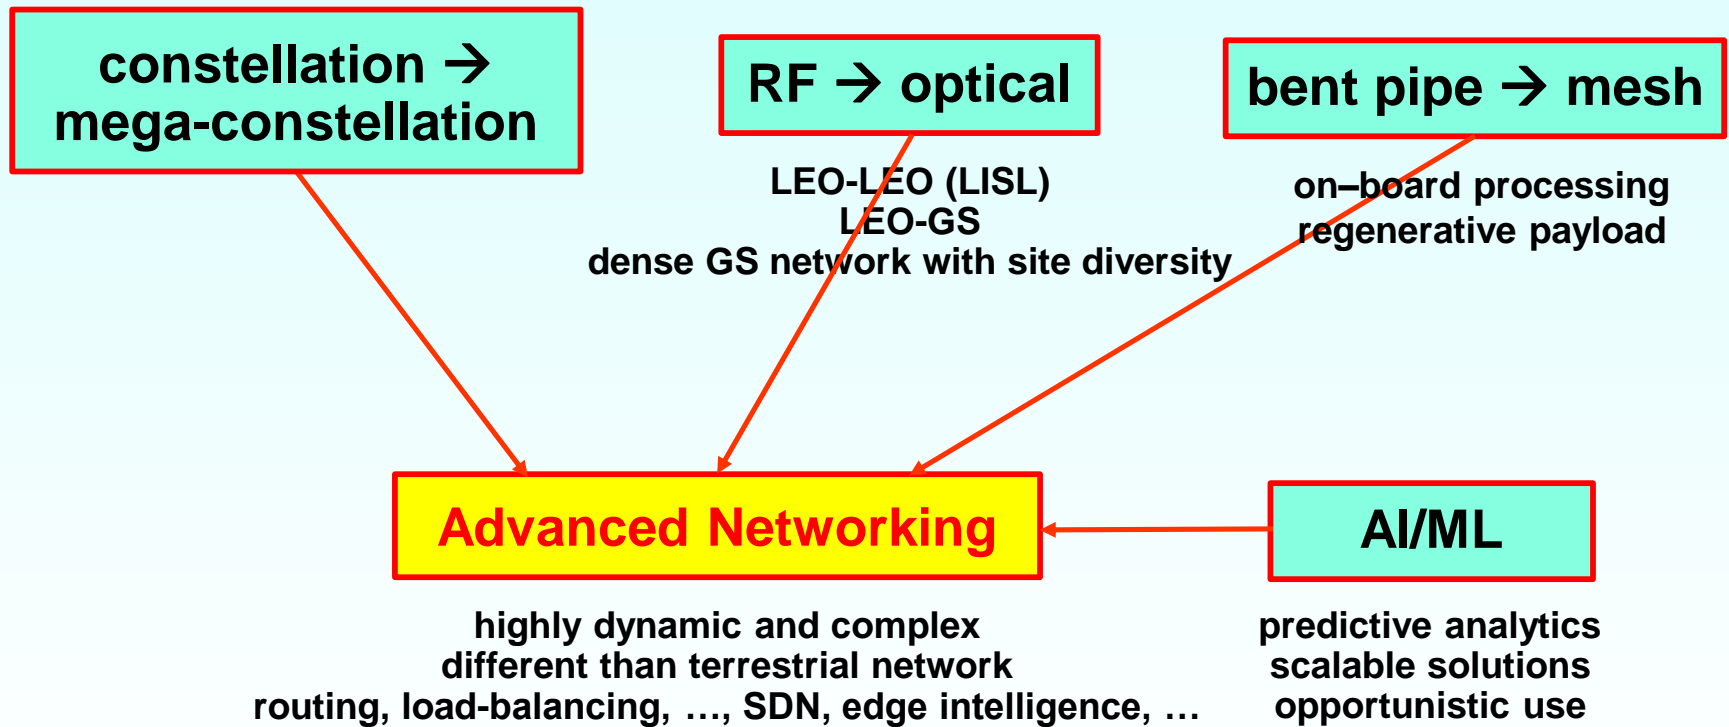 constellation →
mega-constellation
RF → optical
LEO-LEO (LISL)
LEO-GS
dense GS network with site diversity
bent pipe → mesh
on–board processing
regenerative payload
Advanced Networking
highly dynamic and complex
different than terrestrial network
routing, load-balancing, …, SDN, edge intelligence, …
AI/ML
predictive analytics
scalable solutions
opportunistic use